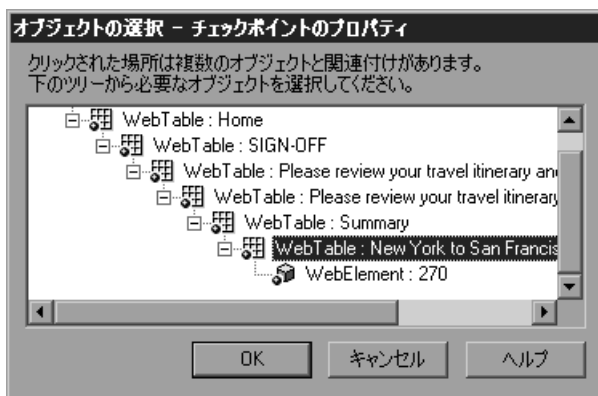 オブジェクトの選択 - チェックポイントのプロパティ
クリックされた場所は複数のオブジェクトと関連付けがあります。
下のツリーから必要なオブジェクトを選択してください。
WebTable : Home
WebTable : SIGN-OFF
WebTable : Please review your travel itinerary and
WebTable : Please review your travel itinerary
WebTable : Summary
WebTable : New York to San Francis
WebElement : 270
OK
キャンセル
ヘルプ